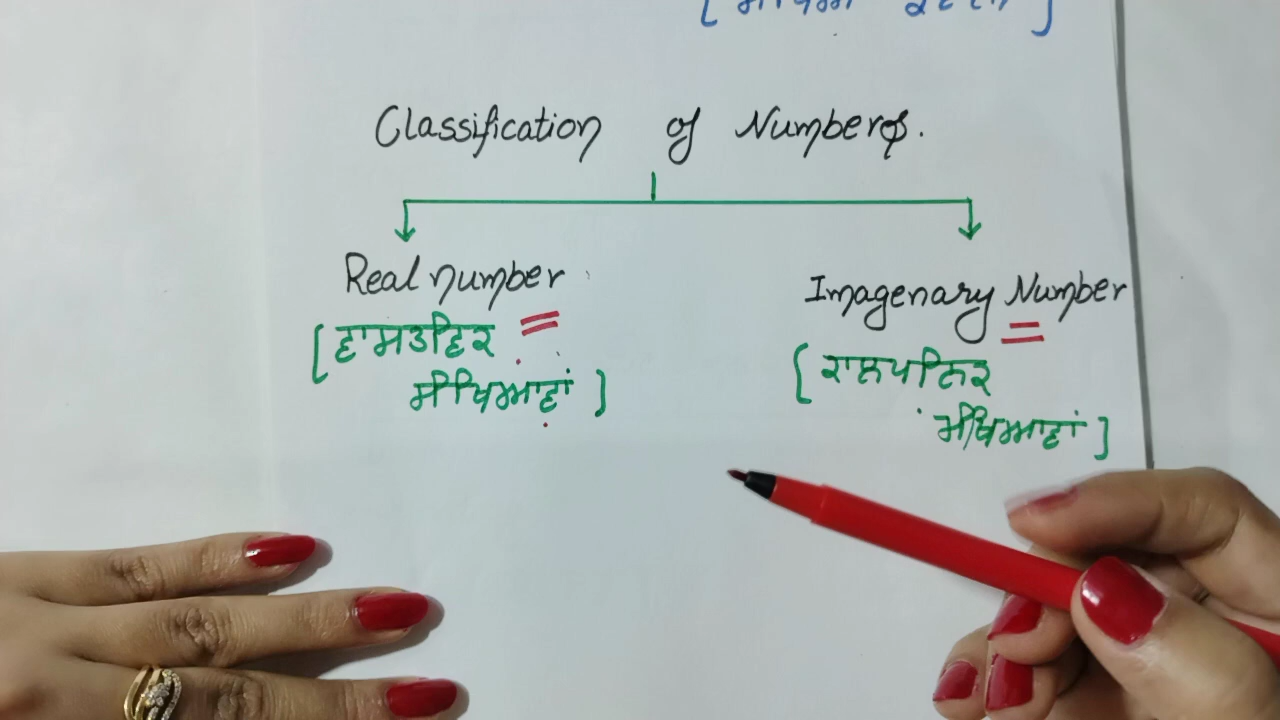 Classification of Numbers.
Real number
[ਵਾਸਤਵਿਕ
ਸੰਖਿਆਵਾਂ]
Imagenary Number
[ਕਾਲਪਨਿਕ
ਸੰਖਿਆਵਾਂ]